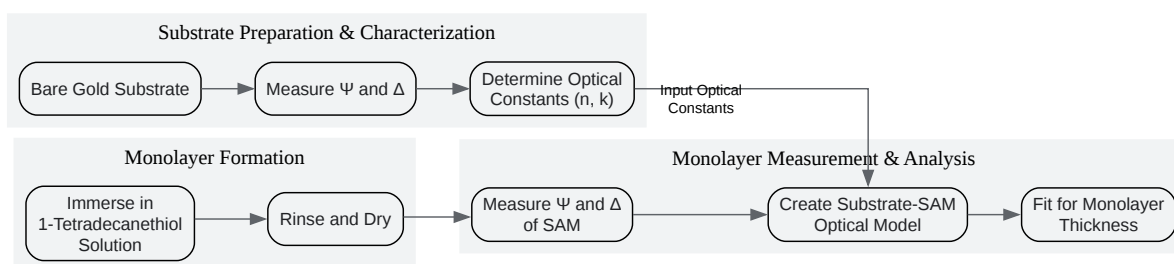 Substrate Preparation & Characterization
Bare Gold Substrate
Measure Ψ and Δ
Determine Optical
Constants (n, k)
Input Optical
Constants
Monolayer Formation
Immerse in
1-Tetradecanethiol
Solution
Rinse and Dry
Monolayer Measurement & Analysis
Measure Ψ and Δ
of SAM
Create Substrate-SAM
Optical Model
Fit for Monolayer
Thickness